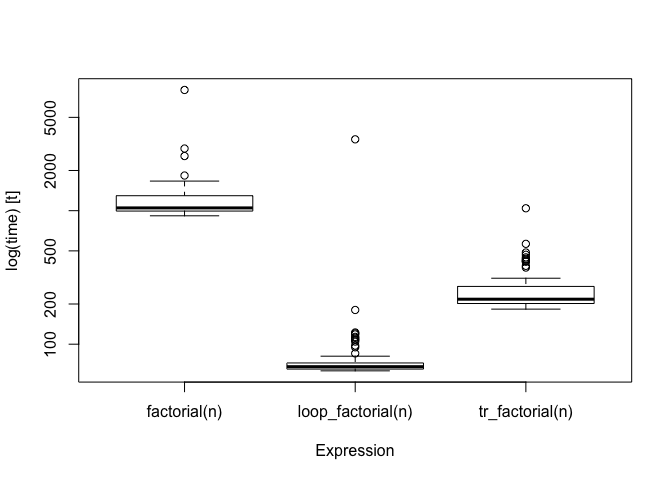 log(time) [t]
5000
2000
500
200
100
factorial(n)
loop_factorial(n)
tr_factorial(n)
Expression